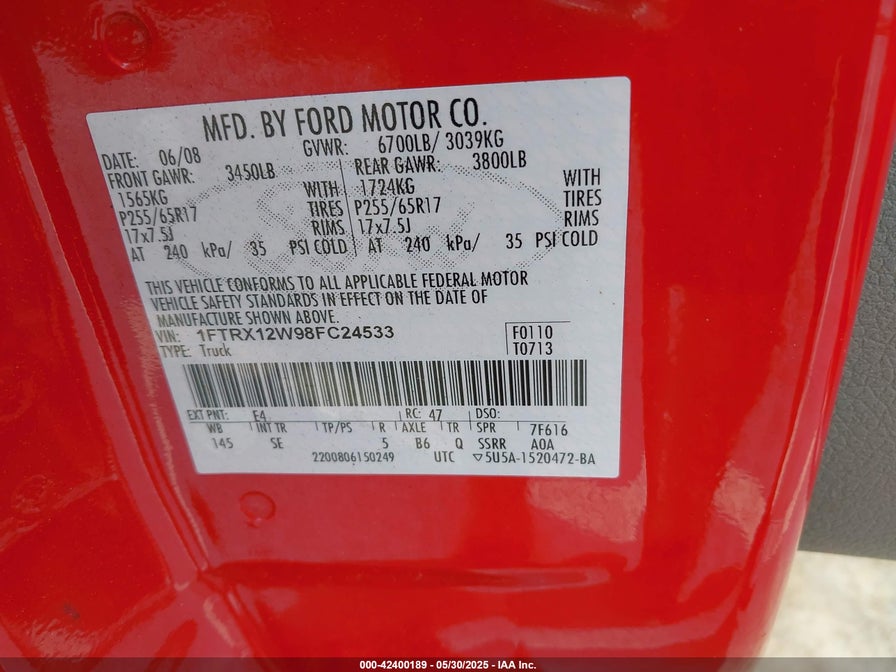 MFD. BY FORD MOTOR CO.
DATE: 06/08 GVWR: 6700LB/ 3039KG
FRONT GAWR: 3450LB REAR GAWR: 3800LB
1565KG WITH 1724KG WITH
P255/65R17 TIRES P255/65R17 TIRES
17x7.5J RIMS 17x7.5J RIMS
AT 240 kPa/ 35 PSI COLD AT 240 kPa/ 35 PSI COLD
THIS VEHICLE CONFORMS TO ALL APPLICABLE FEDERAL MOTOR
VEHICLE SAFETY STANDARDS IN EFFECT ON THE DATE OF
MANUFACTURE SHOWN ABOVE.
VIN: 1FTRX12W98FC24533 F0110
TYPE: Truck T0713
EXT PNT: E4 RC: 47 DSO:
WB INT TR TP/PS R AXLE TR SPR 7F616
145 SE 5 B6 Q SSRR A0A
2200806150249 UTC ▽5U5A-1520472-BA
000-42400189 - 05/30/2025 - IAA Inc.